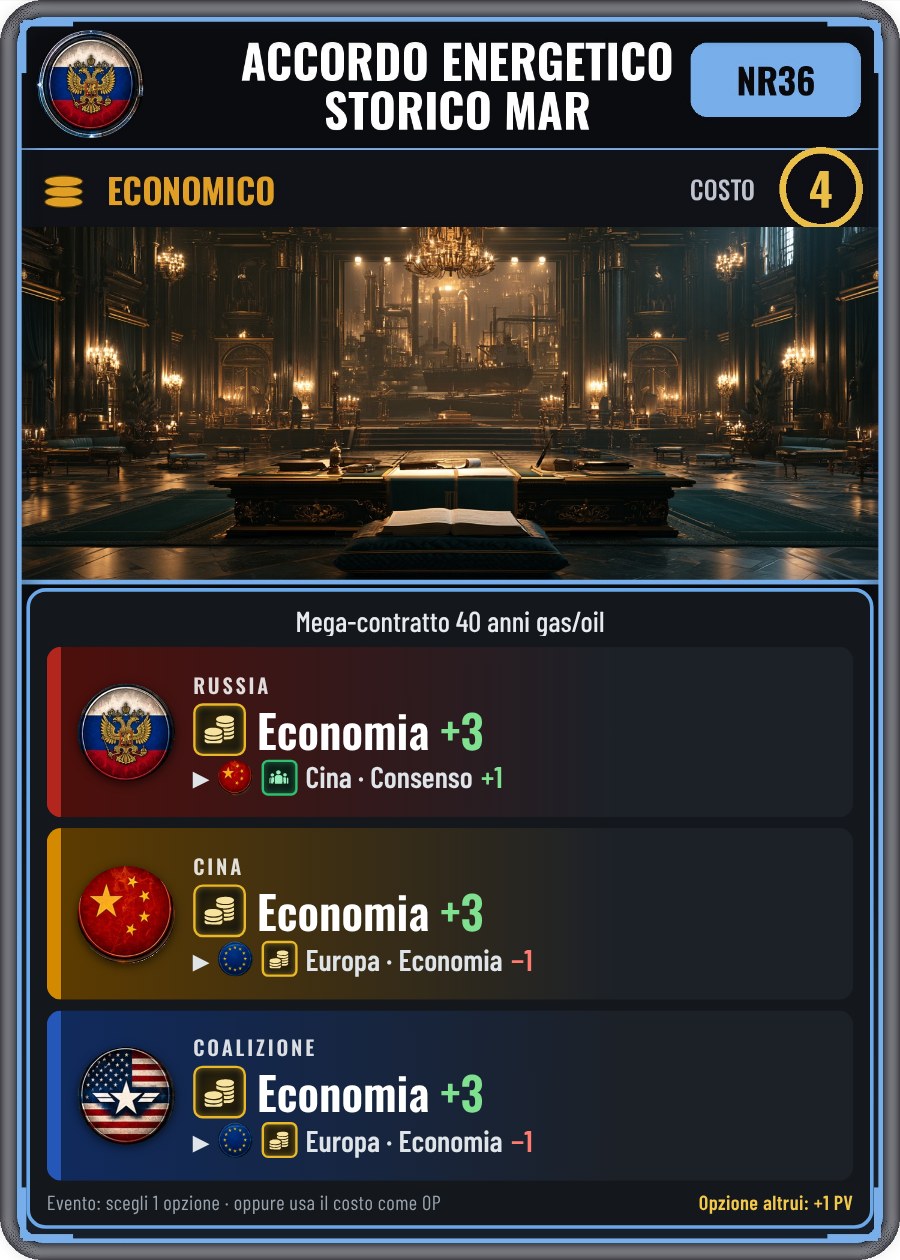 ACCORDO ENERGETICO
STORICO MAR
NR36
ECONOMICO
COSTO
4
Mega-contratto 40 anni gas/oil
RUSSIA
Economia +3
▶ Cina · Consenso +1
CINA
Economia +3
▶ Europa · Economia −1
COALIZIONE
Economia +3
▶ Europa · Economia −1
Evento: scegli 1 opzione · oppure usa il costo come OP
Opzione altrui: +1 PV